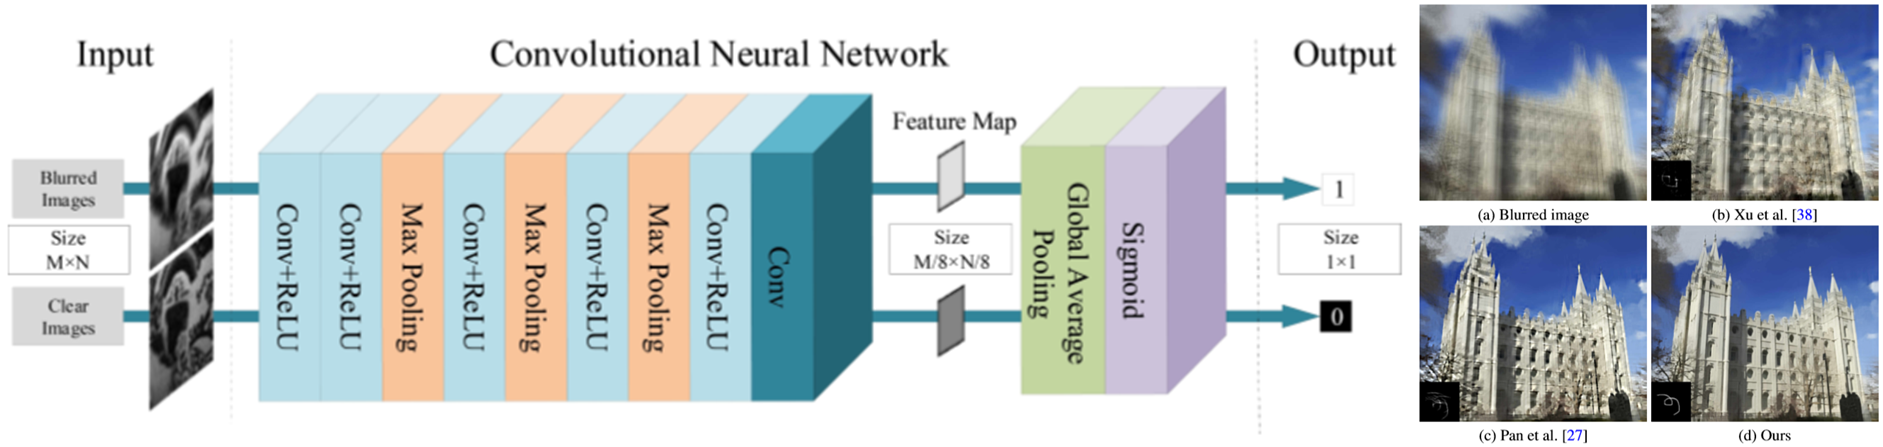 Input
Convolutional Neural Network
Output
Blurred
Images
Size
M×N
Clear
Images
Conv+ReLU
Conv+ReLU
Max Pooling
Conv+ReLU
Max Pooling
Conv+ReLU
Max Pooling
Conv+ReLU
Conv
Feature Map
Size
M/8×N/8
Global Average
Pooling
Sigmoid
1
Size
1×1
0
(a) Blurred image
(b) Xu et al. [38]
(c) Pan et al. [27]
(d) Ours